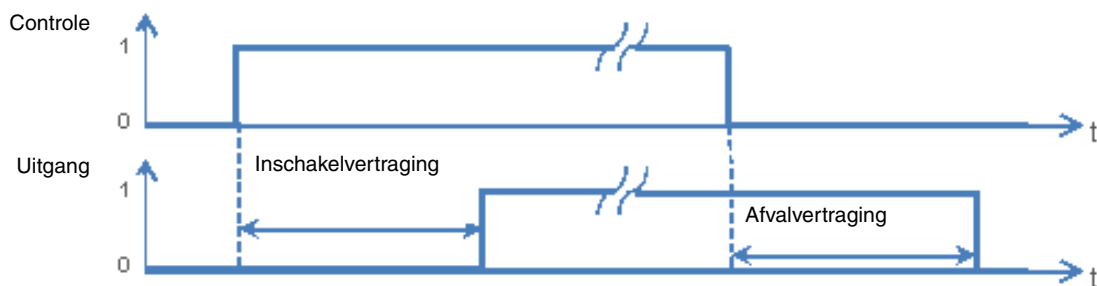 Controle
1
0
t
Uitgang
Inschakelvertraging
1
Afvalvertraging
0
t